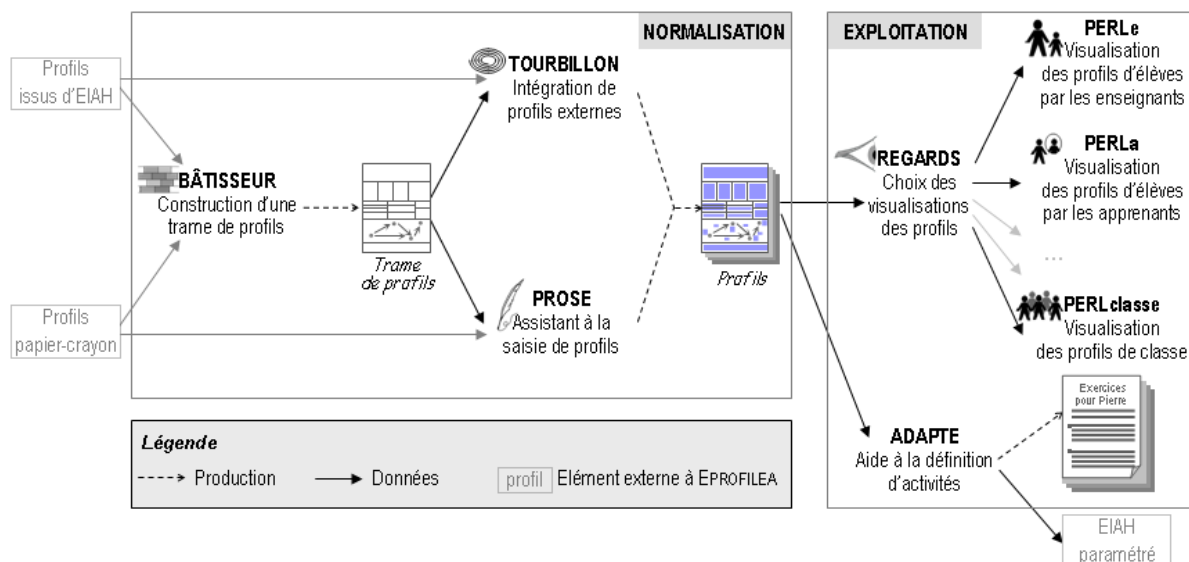 NORMALISATION
EXPLOITATION
Profils
issus d'EIAH
Profils
papier-crayon
BÂTISSEUR
Construction d'une
trame de profils
Trame
de profils
TOURBILLON
Intégration de
profils externes
PROSE
Assistant à la
saisie de profils
Profils
REGARDS
Choix des
visualisations
des profils
PERLe
Visualisation
des profils d'élèves
par les enseignants
PERLa
Visualisation
des profils d'élèves
par les apprenants
...
PERLclasse
Visualisation
des profils de classe
ADAPTE
Aide à la définition
d'activités
Exercices
pour Pierre
EIAH
paramétré
Légende
Production
Données
profil
Elément externe à EPROFILEA